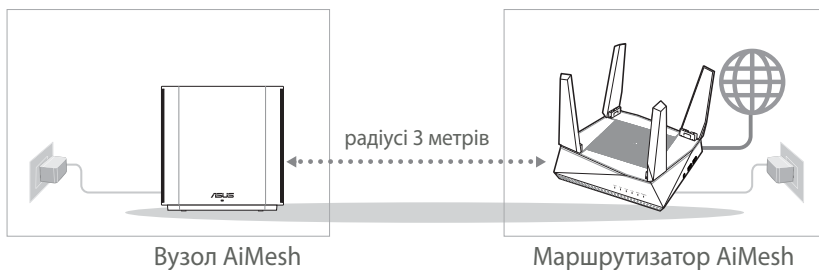 радіусі 3 метрів
ASUS
Вузол AiMesh
Маршрутизатор AiMesh